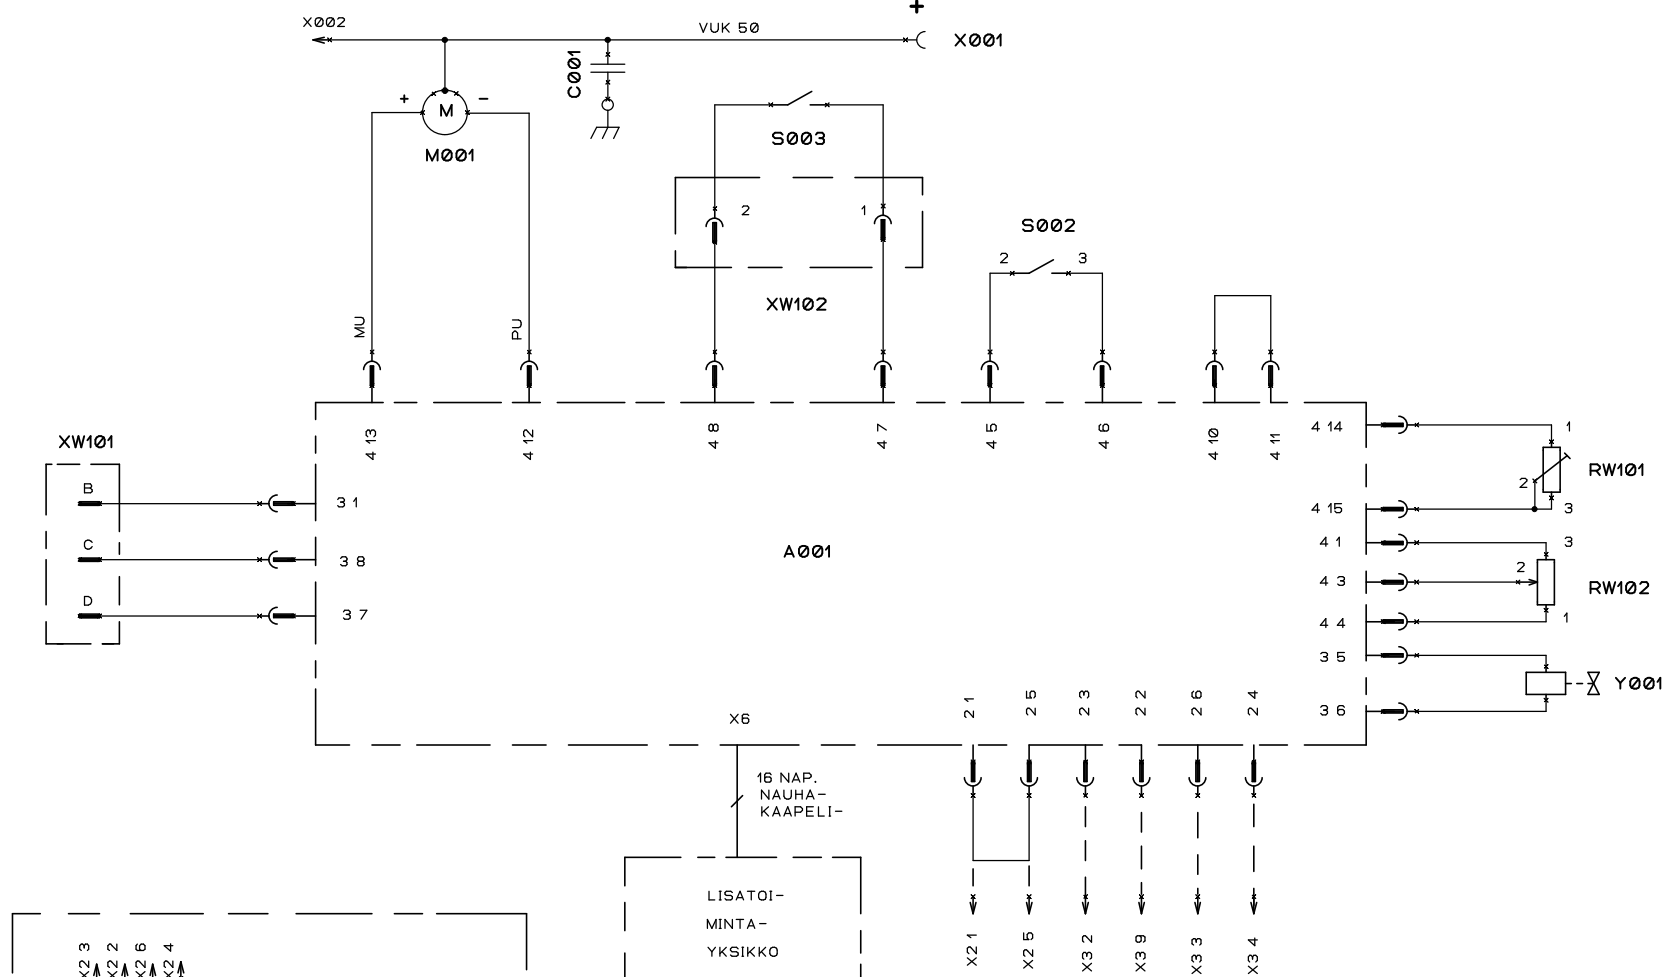 +
X002
VUK 50
X001
C001
+ M −
M001
S003
2 1
XW102
S002
2 3
MU
PU
4 13
4 12
4 8
4 7
4 5
4 6
4 10
4 11
XW101
B
C
D
3 1
3 8
3 7
A001
4 14
4 15
4 1
4 3
4 4
3 5
3 6
1
2
3
RW101
3
2
1
RW102
Y001
X6
2 1
2 5
2 3
2 2
2 6
2 4
16 NAP.
NAUHA-
KAAPELI-
LISATOI-
MINTA-
YKSIKKO
X2 1
X2 5
X3 2
X3 9
X3 3
X3 4
X2 3
X2 2
X2 6
X2 4